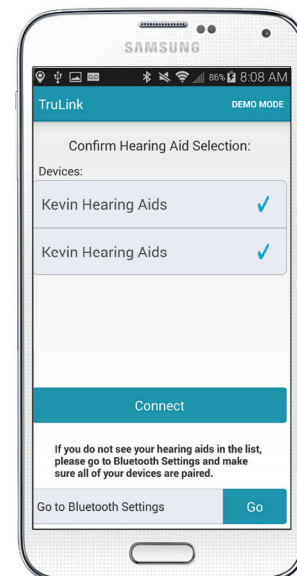 SAMSUNG
86% 8:08 AM
TruLink DEMO MODE
Confirm Hearing Aid Selection:
Devices:
Kevin Hearing Aids ✓
Kevin Hearing Aids ✓
Connect
If you do not see your hearing aids in the list,
please go to Bluetooth Settings and make
sure all of your devices are paired.
Go to Bluetooth Settings Go